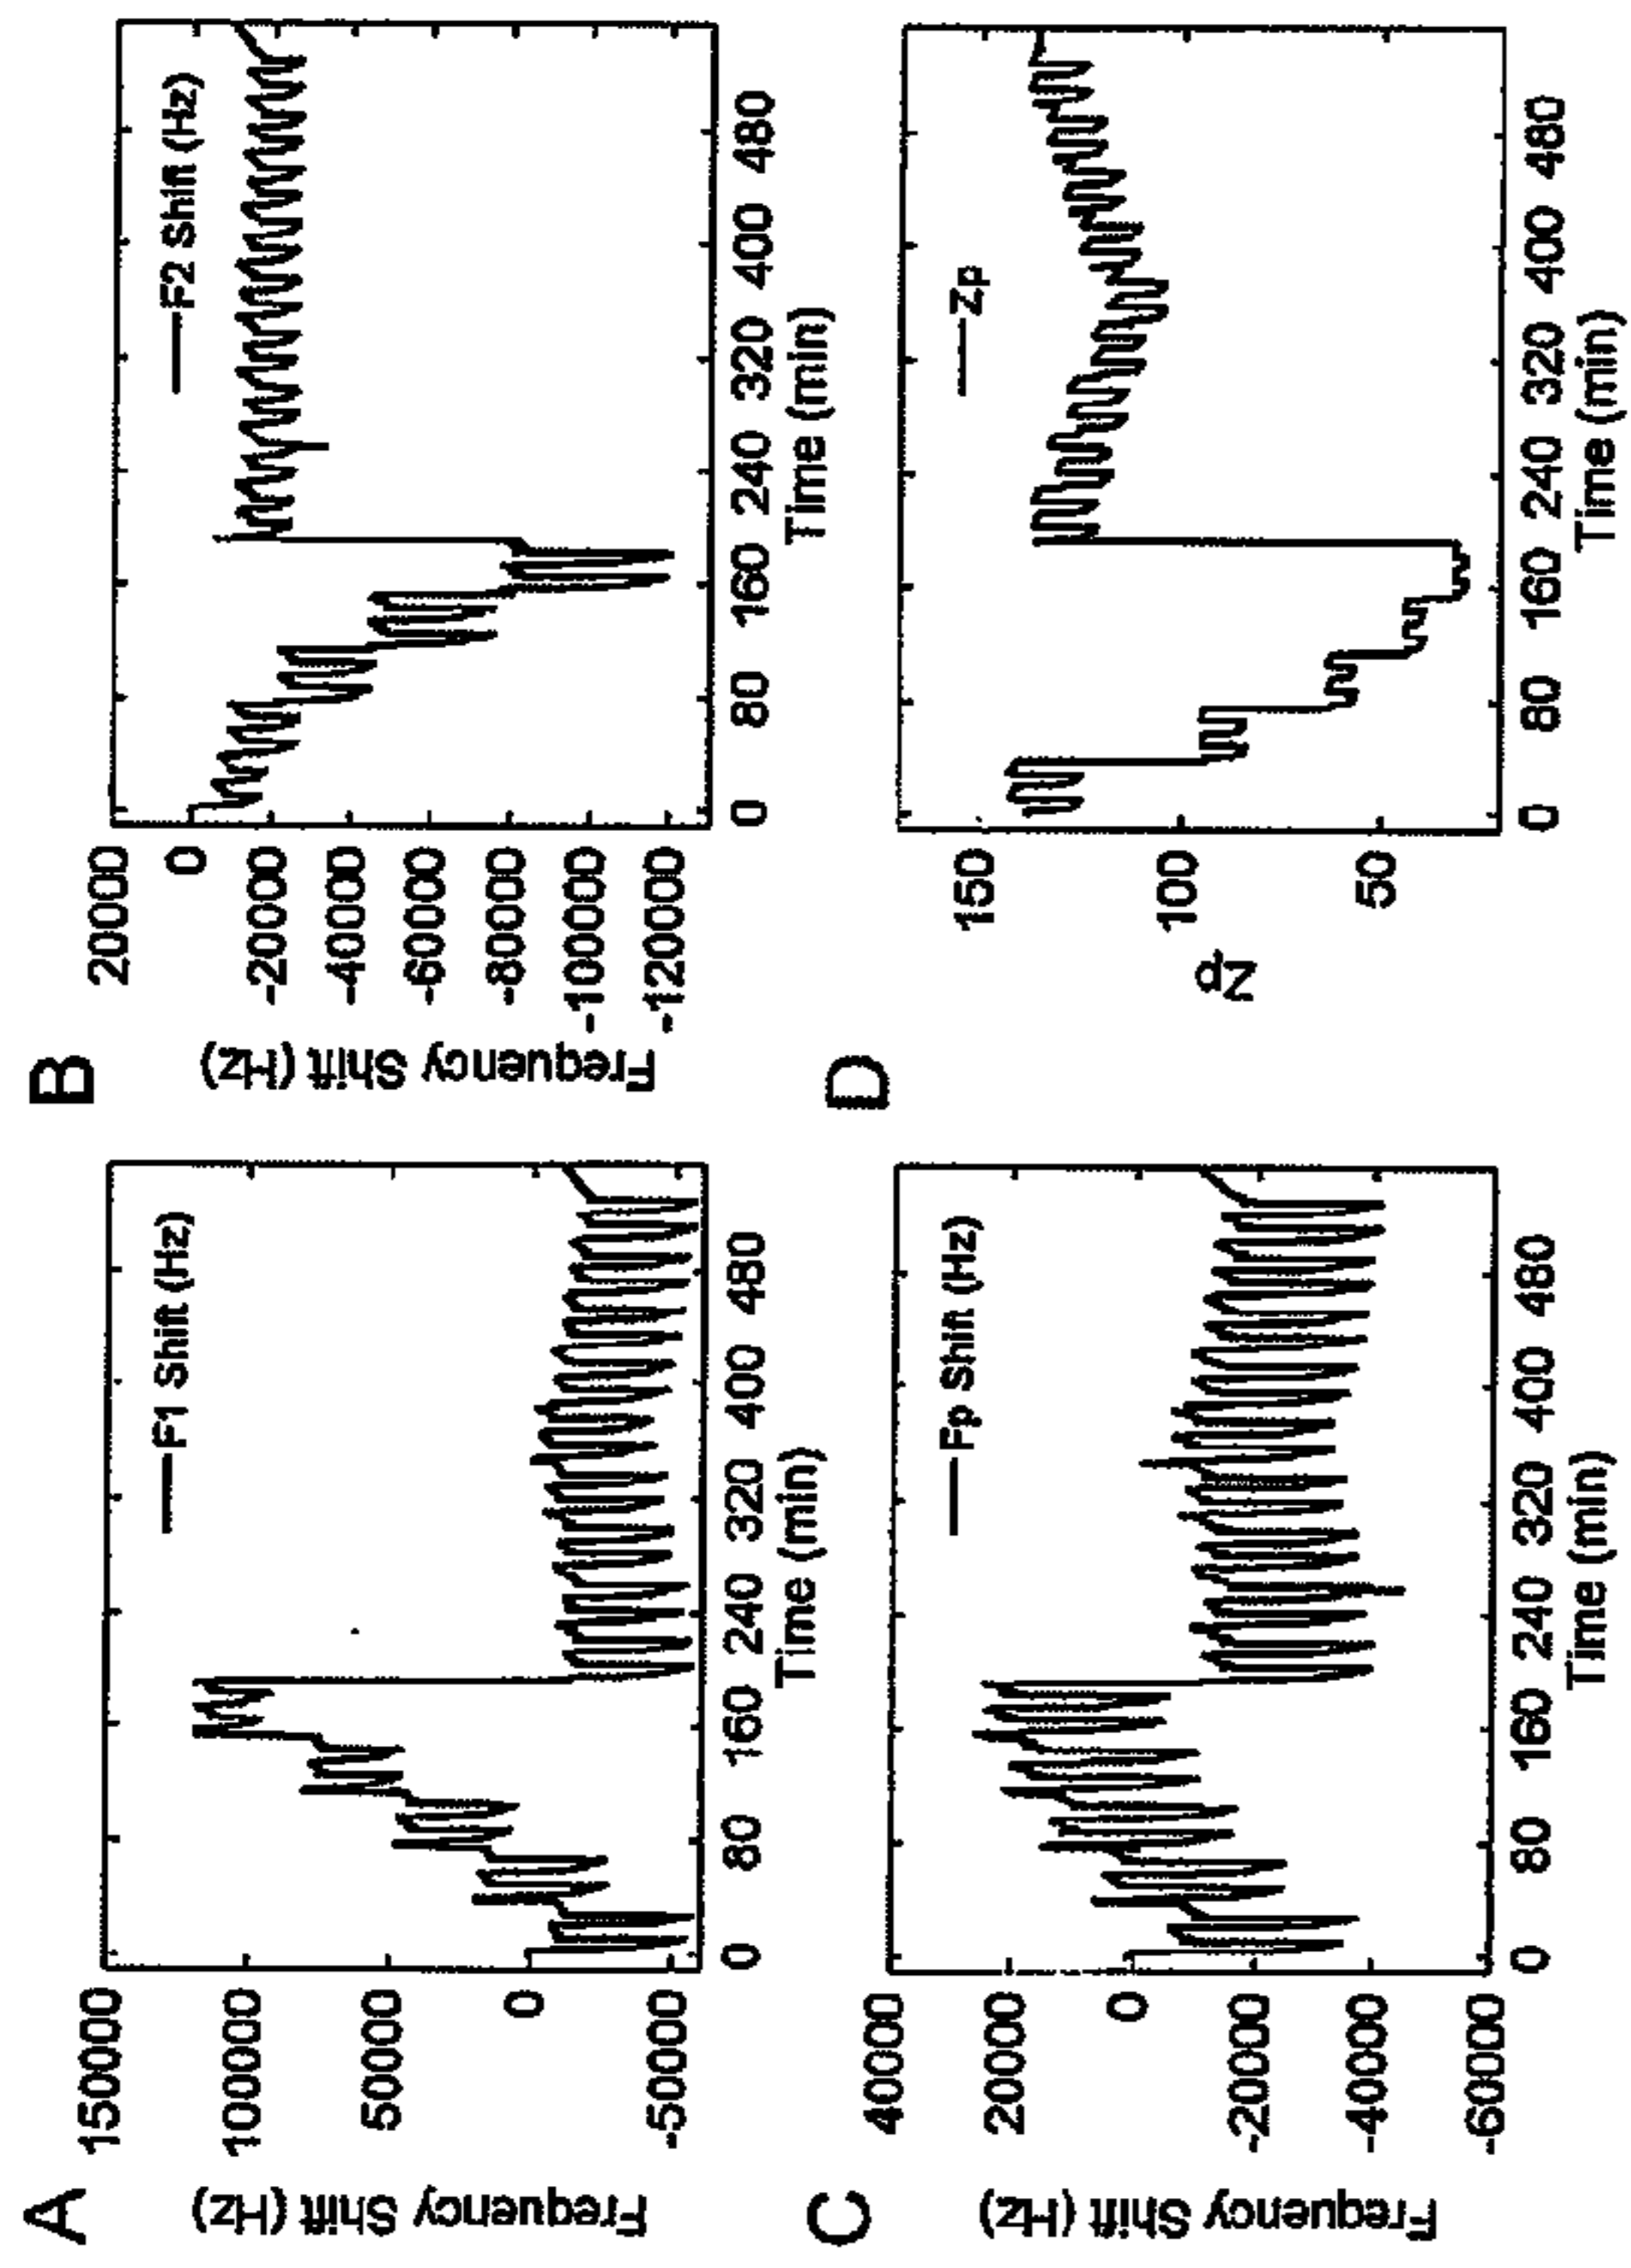 A
Frequency Shift (Hz)
150000
100000
50000
0
-50000
F1 Shift (Hz)
0 80 160 240 320 400 480
Time (min)
B
Frequency Shift (Hz)
20000
0
-20000
-40000
-60000
-80000
-100000
-120000
F2 Shift (Hz)
0 80 160 240 320 400 480
Time (min)
C
Frequency Shift (Hz)
40000
20000
0
-20000
-40000
-60000
Fp Shift (Hz)
0 80 160 240 320 400 480
Time (min)
D
Zp
150
100
50
Zp
0 80 160 240 320 400 480
Time (min)